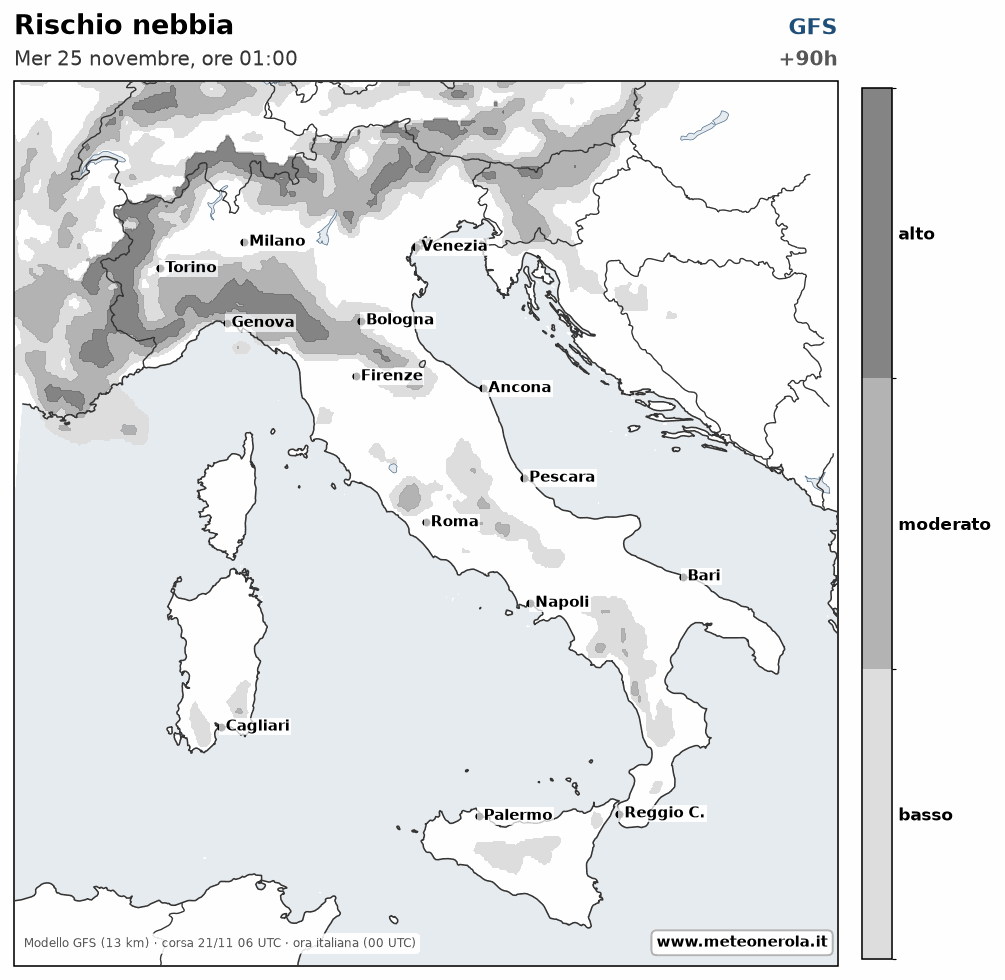 Rischio nebbia
GFS
Mer 25 novembre, ore 01:00
+90h
Milano
Venezia
Torino
Genova
Bologna
Firenze
Ancona
Pescara
Roma
Bari
Napoli
Cagliari
Palermo
Reggio C.
alto
moderato
basso
Modello GFS (13 km) · corsa 21/11 06 UTC · ora italiana (00 UTC)
www.meteonerola.it